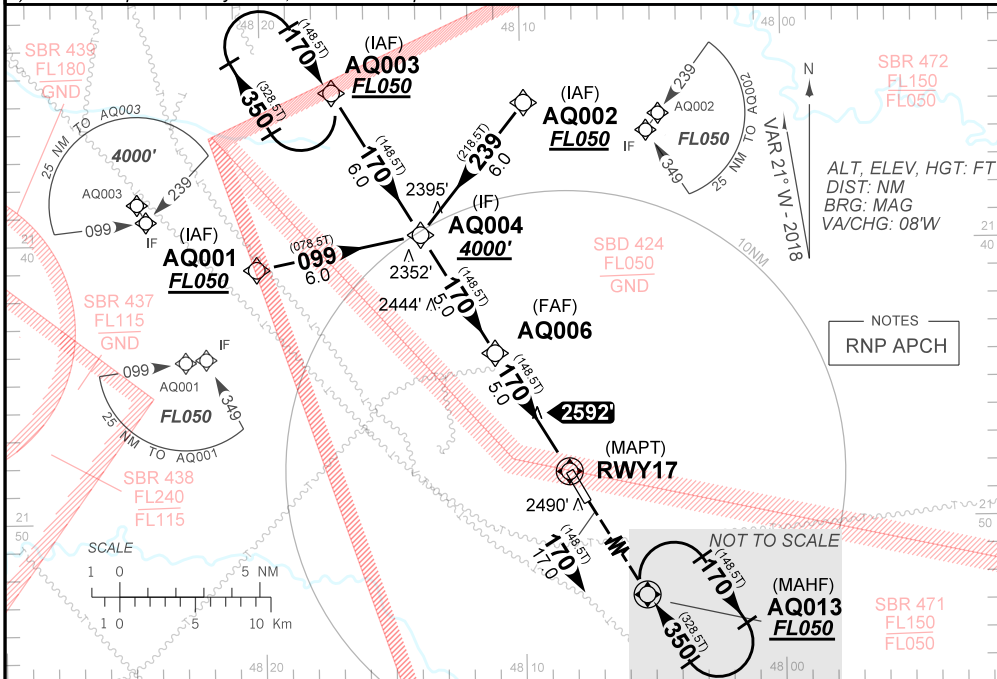 48 20
48 10
48 00
SBR 439
FL180
GND
25 NM TO AQ003
4000'
AQ003
239
099
IF
170
(148.5T)
350
(328.5T)
(IAF)
AQ003
FL050
170
(148.5T)
6.0
(IAF)
AQ002
FL050
239
(218.5T)
6.0
2395'
239
AQ002
IF
FL050
349
25 NM TO AQ002
N
VAR 21° W - 2018
SBR 472
FL150
FL050
ALT, ELEV, HGT: FT
DIST: NM
BRG: MAG
VA/CHG: 08'W
21
40
21
40
(IAF)
AQ001
FL050
(078.5T)
099
6.0
(IF)
AQ004
4000'
2352'
2444'
170
(148.5T)
5.0
SBD 424
FL050
GND
10NM
NOTES
RNP APCH
SBR 437
FL115
GND
099
AQ001
IF
FL050
349
25 NM TO AQ001
(FAF)
AQ006
170
(148.5T)
5.0
2592'
(MAPT)
RWY17
2490'
SBR 438
FL240
FL115
21
50
21
50
SCALE
1 0 5 NM
1 0 5 10 Km
(148.5T)
170
17.0
NOT TO SCALE
170
(148.5T)
350
(328.5T)
(MAHF)
AQ013
FL050
SBR 471
FL150
FL050
48 20
48 10
48 00